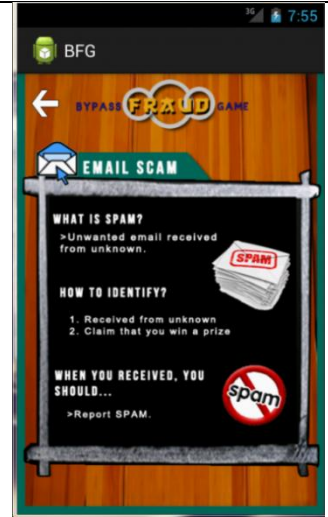 3G 7:55
BFG
BYPASS FRAUD GAME
EMAIL SCAM
WHAT IS SPAM?
>Unwanted email received
from unknown.
SPAM
HOW TO IDENTIFY?
1. Received from unknown
2. Claim that you win a prize
WHEN YOU RECEIVED, YOU
SHOULD...
spam
>Report SPAM.